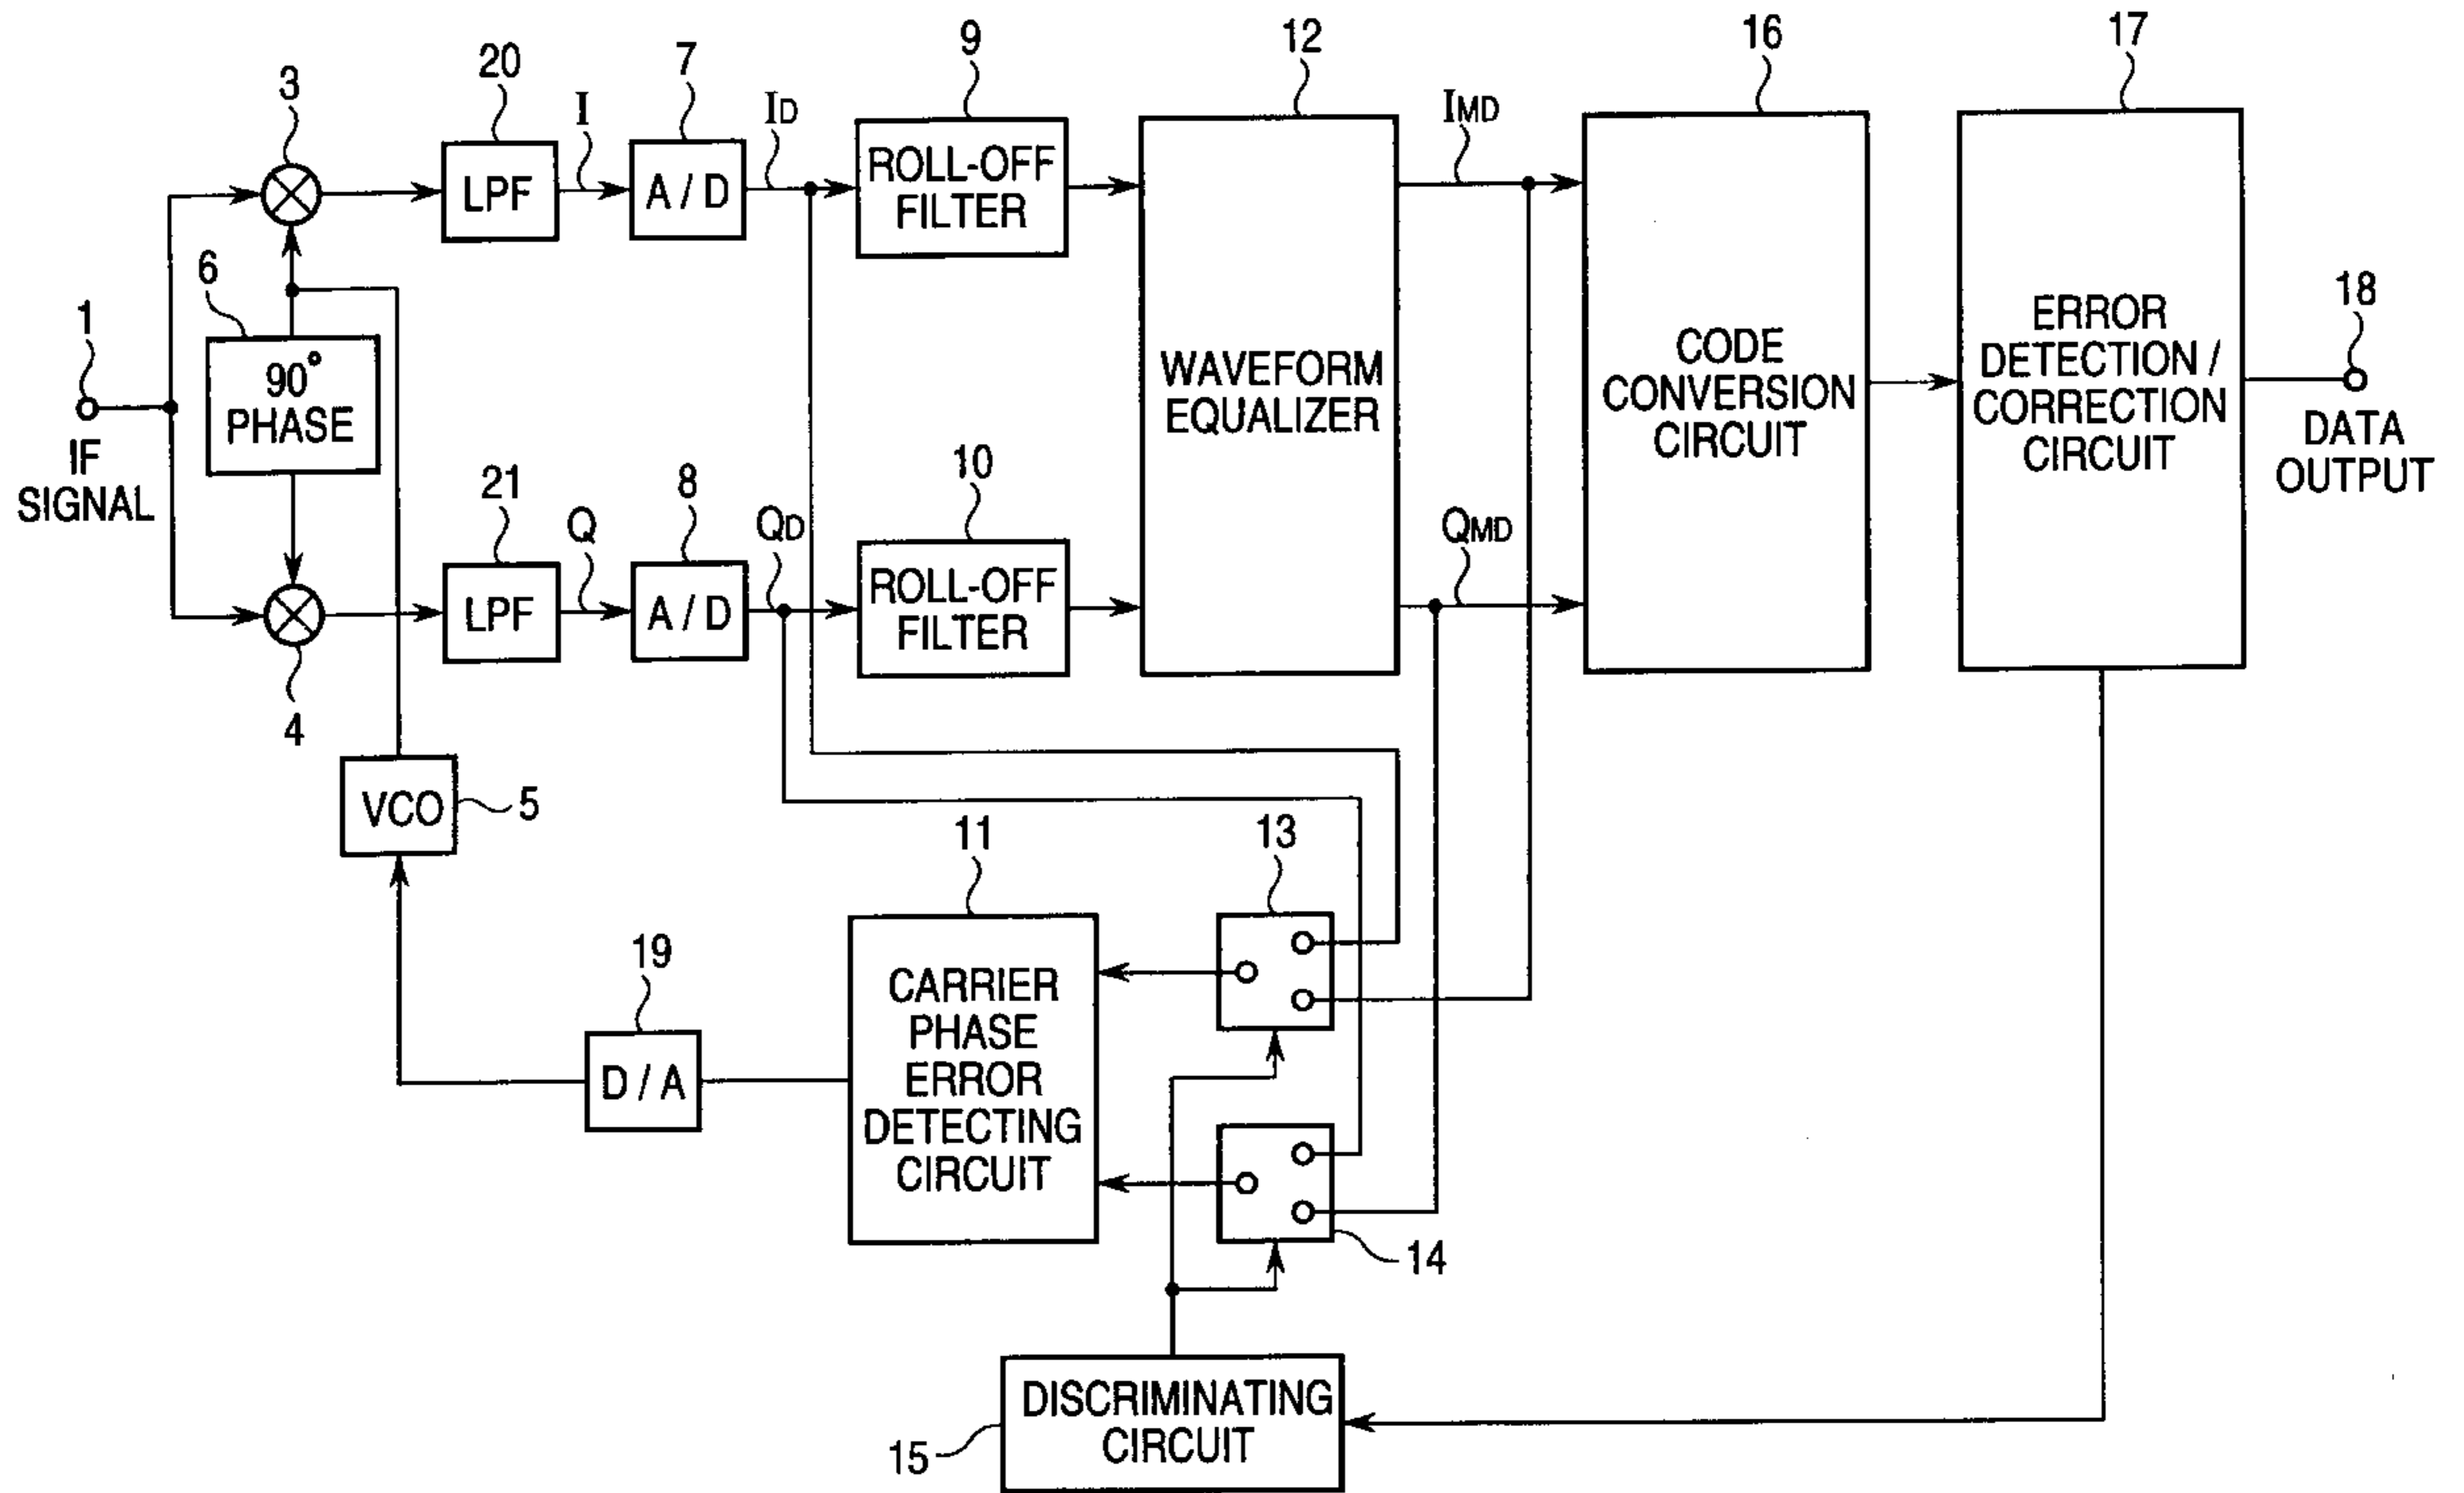 3
20
I
7
ID
9
12
IMD
16
17
LPF
A / D
ROLL-OFF
FILTER
6
1
IF
SIGNAL
90°
PHASE
WAVEFORM
EQUALIZER
CODE
CONVERSION
CIRCUIT
ERROR
DETECTION /
CORRECTION
CIRCUIT
18
DATA
OUTPUT
4
21
Q
8
QD
10
QMD
LPF
A / D
ROLL-OFF
FILTER
VCO
5
11
13
19
D / A
CARRIER
PHASE
ERROR
DETECTING
CIRCUIT
14
DISCRIMINATING
CIRCUIT
15